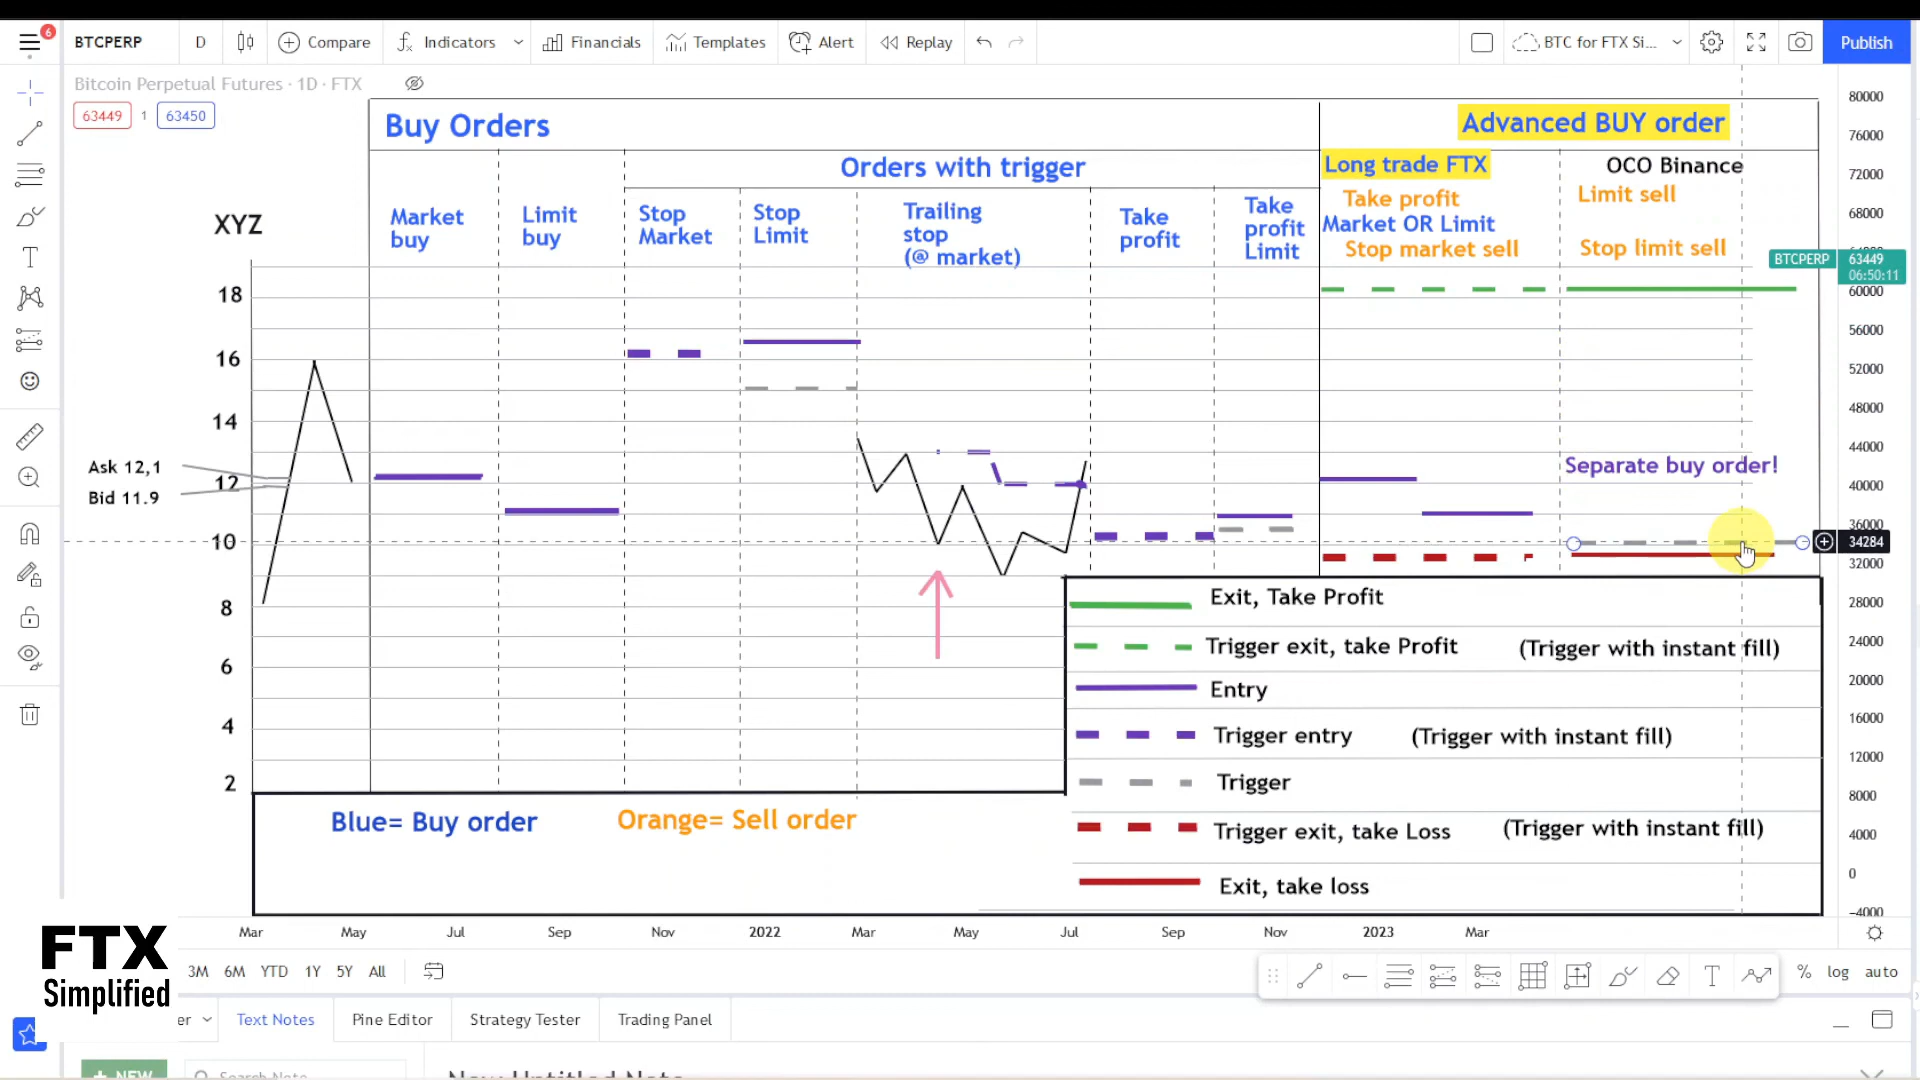 6
BTCPERP
D
Compare
Indicators
Financials
Templates
Alert
Replay
BTC for FTX Si...
Publish
Bitcoin Perpetual Futures · 1D · FTX
63449
1
63450
Buy Orders
Advanced BUY order
Orders with trigger
Long trade FTX
OCO Binance
XYZ
Market
buy
Limit
buy
Stop
Market
Stop
Limit
Trailing
stop
(@ market)
Take
profit
Take
profit
Limit
Take profit
Market OR Limit
Stop market sell
Limit sell
Stop limit sell
18
16
14
12
10
8
6
4
2
Ask 12,1
Bid 11.9
Separate buy order!
Exit, Take Profit
Trigger exit, take Profit (Trigger with instant fill)
Entry
Trigger entry (Trigger with instant fill)
Trigger
Trigger exit, take Loss (Trigger with instant fill)
Exit, take loss
Blue= Buy order
Orange= Sell order
80000
76000
72000
68000
BTCPERP
63449
06:50:11
60000
56000
52000
48000
44000
40000
36000
34284
32000
28000
24000
20000
16000
12000
8000
4000
0
-4000
Mar
May
Jul
Sep
Nov
2022
Mar
May
Jul
Sep
Nov
2023
Mar
FTX
Simplified
3M
6M
YTD
1Y
5Y
All
%
log
auto
er
Text Notes
Pine Editor
Strategy Tester
Trading Panel
+ NEW
Search Note
New Untitled Note